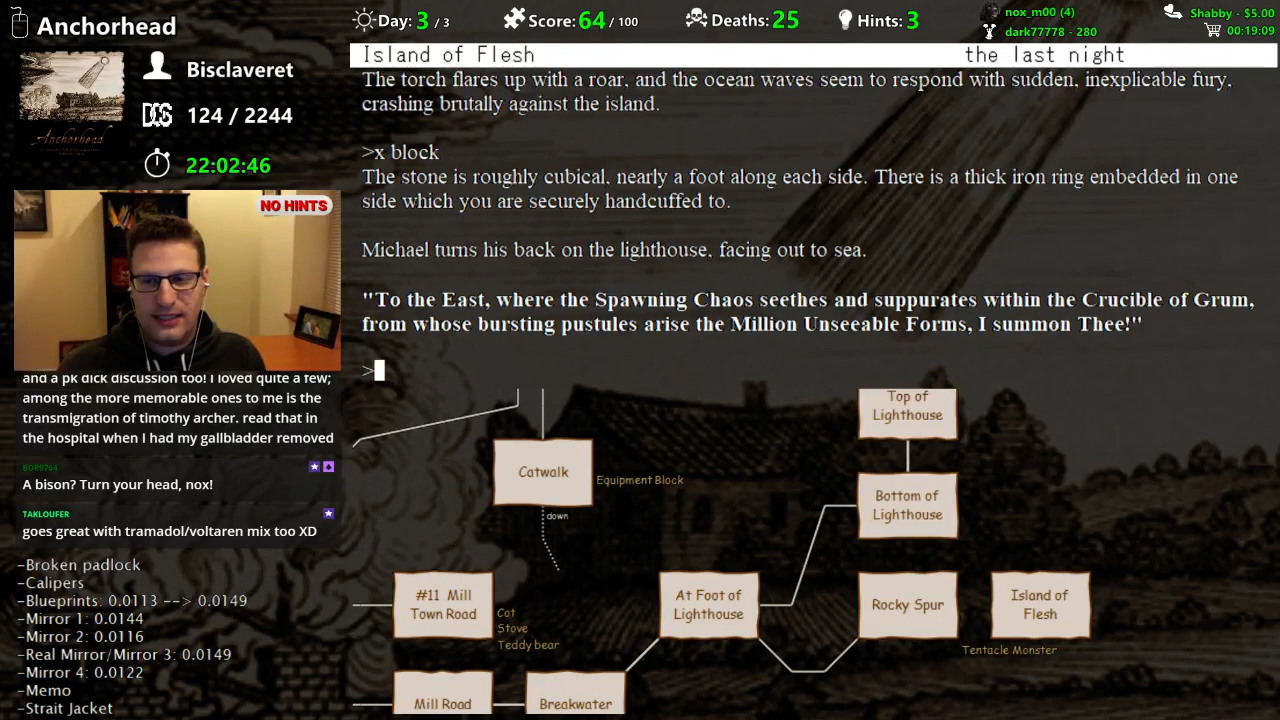 Anchorhead
Day: 3 / 3
Score: 64 / 100
Deaths: 25
Hints: 3
nox_m00 (4)
dark77778 - 280
Shabby - $5.00
00:19:09
Anchorhead
Bisclaveret
DCS 124 / 2244
22:02:46
NO HINTS
Island of Flesh the last night
The torch flares up with a roar, and the ocean waves seem to respond with sudden, inexplicable fury,
crashing brutally against the island.
>x block
The stone is roughly cubical, nearly a foot along each side. There is a thick iron ring embedded in one
side which you are securely handcuffed to.
Michael turns his back on the lighthouse, facing out to sea.
"To the East, where the Spawning Chaos seethes and suppurates within the Crucible of Grum,
from whose bursting pustules arise the Million Unseeable Forms, I summon Thee!"
>
and a pk dick discussion too! I loved quite a few;
among the more memorable ones to me is the
transmigration of timothy archer. read that in
the hospital when I had my gallbladder removed
BDR9764
A bison? Turn your head, nox!
TAKLOUFER
goes great with tramadol/voltaren mix too XD
-Broken padlock
-Calipers
-Blueprints: 0.0113 --> 0.0149
-Mirror 1: 0.0144
-Mirror 2: 0.0116
-Real Mirror/Mirror 3: 0.0149
-Mirror 4: 0.0122
-Memo
-Strait Jacket
Top of
Lighthouse
Catwalk
Equipment Block
down
Bottom of
Lighthouse
#11 Mill
Town Road
Cot
Stove
Teddy bear
At Foot of
Lighthouse
Rocky Spur
Island of
Flesh
Tentacle Monster
Mill Road
Breakwater